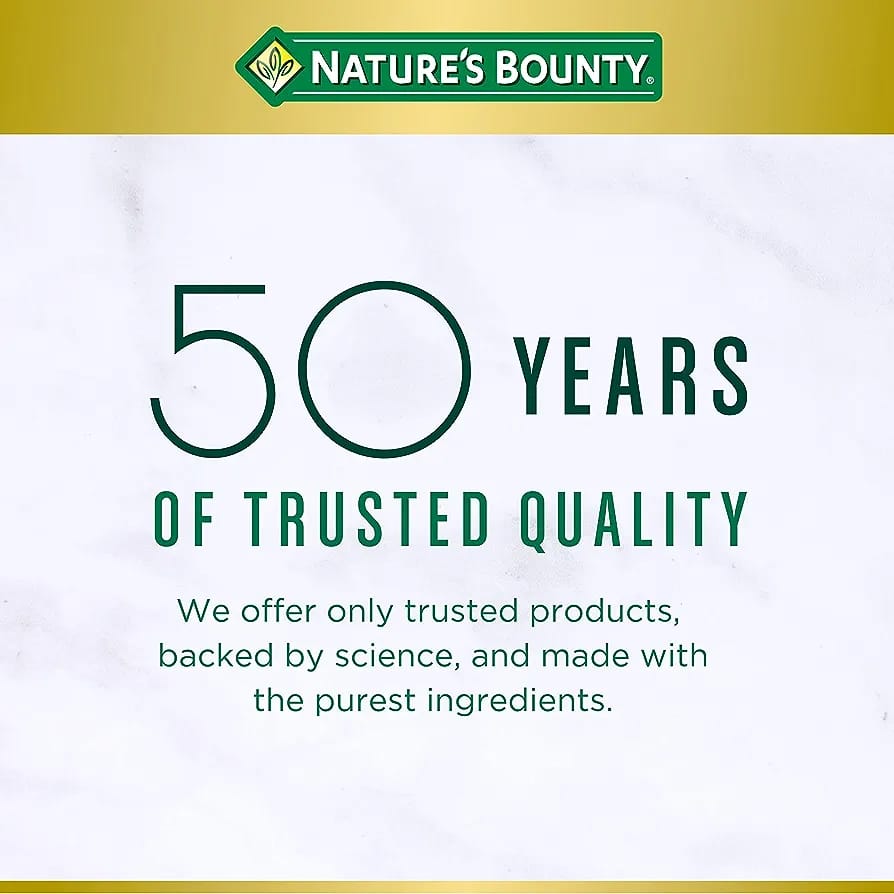 NATURE'S BOUNTY®
50 YEARS
OF TRUSTED QUALITY
We offer only trusted products,
backed by science, and made with
the purest ingredients.